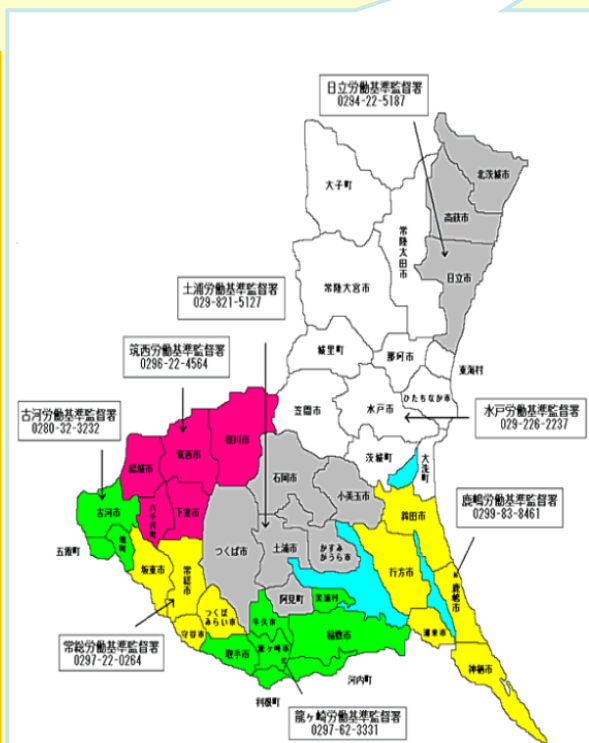 日立労働基準監督署
0294-22-5187
北茨城市
大子町
高萩市
常陸太田市
日立市
土浦労働基準監督署
029-821-5127
常陸大宮市
筑西労働基準監督署
0296-22-4564
城里町
那珂市
東海村
古河労働基準監督署
0280-32-3232
笠間市
水戸市
ひたちなか市
水戸労働基準監督署
029-226-2237
桜川市
筑西市
結城市
茨城町
大洗町
石岡市
小美玉市
古河市
八千代町
下妻市
鉾田市
鹿嶋労働基準監督署
0299-83-8461
五霞町
境町
坂東市
常総市
つくば市
土浦市
かすみ
がうら市
行方市
鹿嶋市
つくば
みらい市
守谷市
阿見町
美浦村
牛久市
潮来市
神栖市
常総労働基準監督署
0297-22-0264
取手市
龍ヶ崎市
稲敷市
河内町
利根町
龍ヶ崎労働基準監督署
0297-62-3331